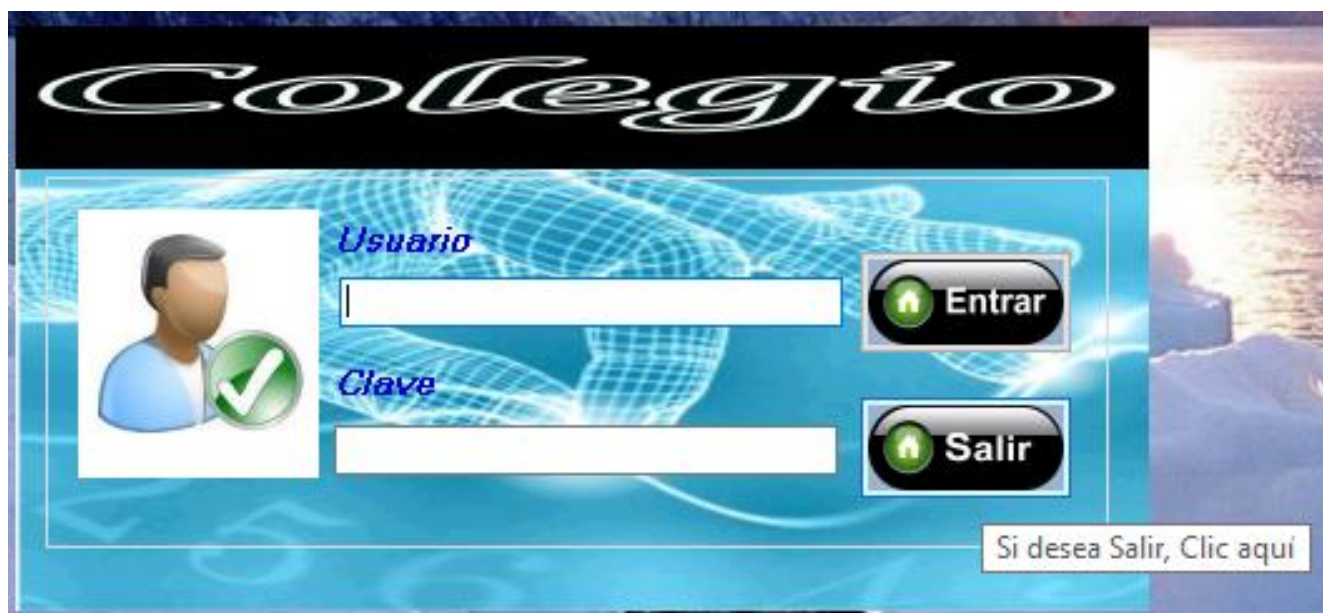 Colegio
Usuario
Entrar
Clave
Salir
Si desea Salir, Clic aquí